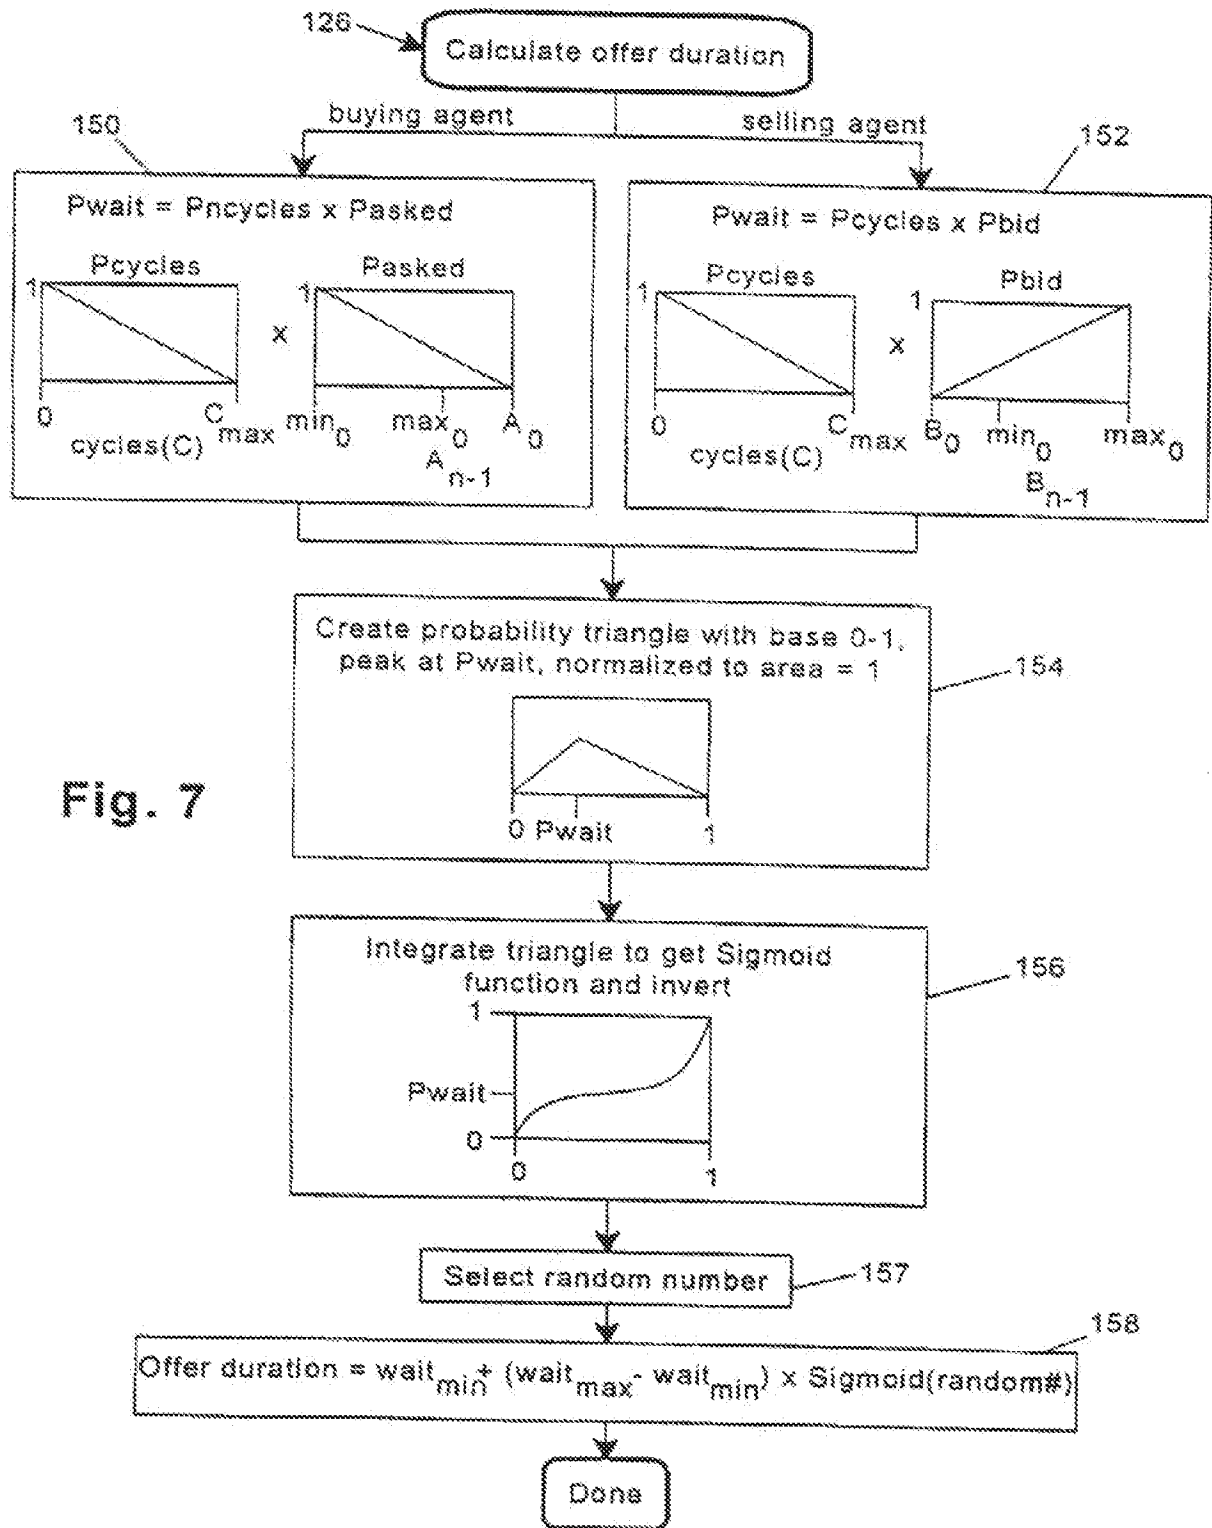 126
Calculate offer duration
buying agent
selling agent
150
152
Pwait = Pncycles x Pasked
Pcycles
Pasked
1
1
x
0
Cmax
min0
max0
A0
cycles(C)
An-1
Pwait = Pcycles x Pbid
Pcycles
Pbid
1
1
x
0
Cmax
B0
min0
max0
cycles(C)
Bn-1
Create probability triangle with base 0-1,
peak at Pwait, normalized to area = 1
154
0 Pwait
1
Fig. 7
Integrate triangle to get Sigmoid
function and invert
156
1
Pwait
0
0
1
Select random number
157
158
Offer duration = waitmin+ (waitmax- waitmin) x Sigmoid(random#)
Done